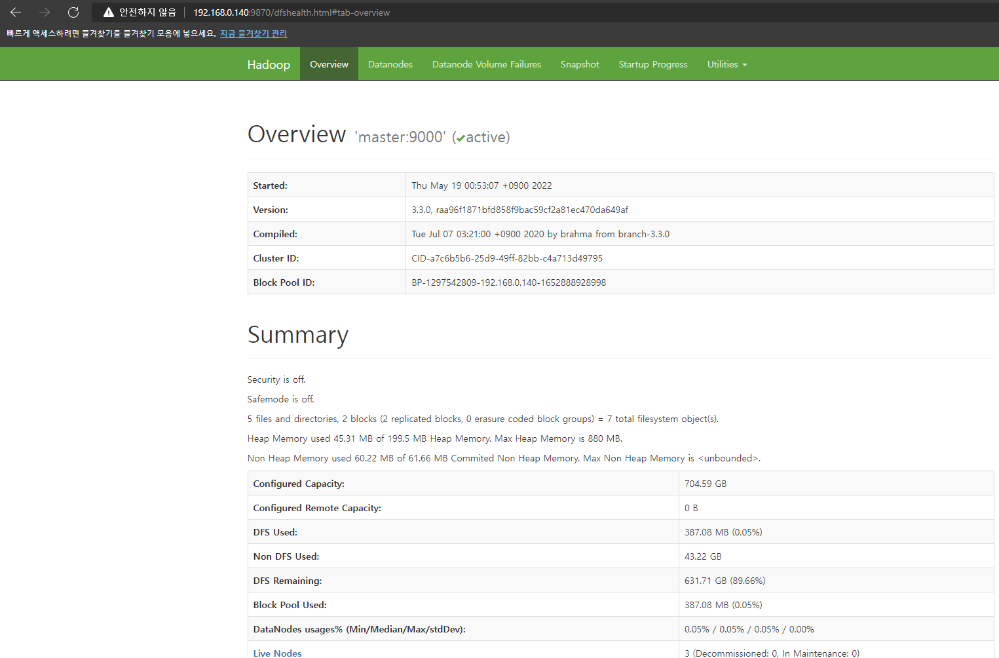 안전하지 않음 192.168.0.140:9870/dfshealth.html#tab-overview
빠르게 액세스하려면 즐겨찾기를 즐겨찾기 모음에 넣으세요. 지금 즐겨찾기 관리
Hadoop Overview Datanodes Datanode Volume Failures Snapshot Startup Progress Utilities
Overview 'master:9000' (✔active)
Started: Thu May 19 00:53:07 +0900 2022
Version: 3.3.0, raa96f1871bfd858f9bac59cf2a81ec470da649af
Compiled: Tue Jul 07 03:21:00 +0900 2020 by brahma from branch-3.3.0
Cluster ID: CID-a7c6b5b6-25d9-49ff-82bb-c4a713d49795
Block Pool ID: BP-1297542809-192.168.0.140-1652888928998
Summary
Security is off.
Safemode is off.
5 files and directories, 2 blocks (2 replicated blocks, 0 erasure coded block groups) = 7 total filesystem object(s).
Heap Memory used 45.31 MB of 199.5 MB Heap Memory. Max Heap Memory is 880 MB.
Non Heap Memory used 60.22 MB of 61.66 MB Commited Non Heap Memory. Max Non Heap Memory is <unbounded>.
Configured Capacity: 704.59 GB
Configured Remote Capacity: 0 B
DFS Used: 387.08 MB (0.05%)
Non DFS Used: 43.22 GB
DFS Remaining: 631.71 GB (89.66%)
Block Pool Used: 387.08 MB (0.05%)
DataNodes usages% (Min/Median/Max/stdDev): 0.05% / 0.05% / 0.05% / 0.00%
Live Nodes 3 (Decommissioned: 0, In Maintenance: 0)